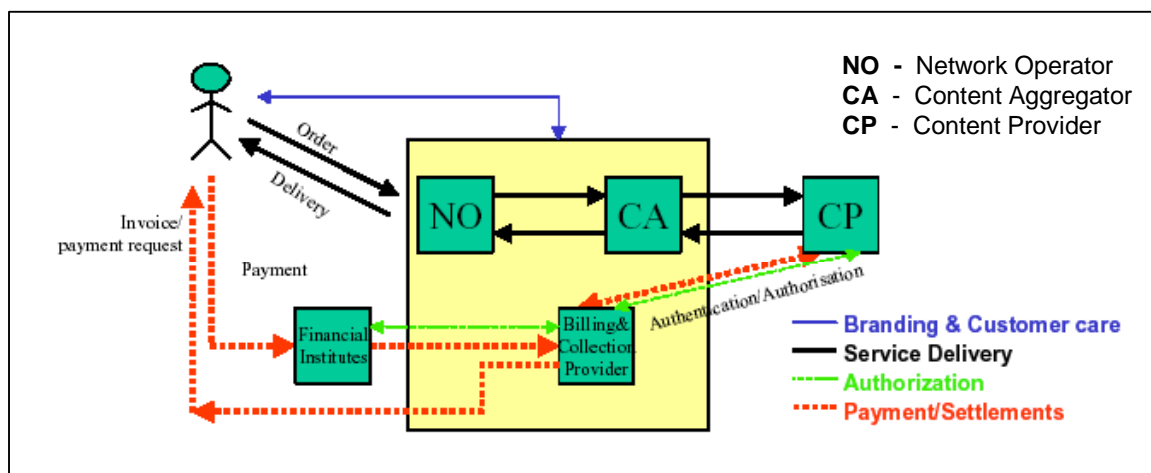 NO - Network Operator
CA - Content Aggregator
CP - Content Provider
Order
Delivery
NO
CA
CP
Invoice/
payment request
Payment
Authentication/Authorisation
Financial
Institutes
Billing&
Collection
Provider
Branding & Customer care
Service Delivery
Authorization
Payment/Settlements